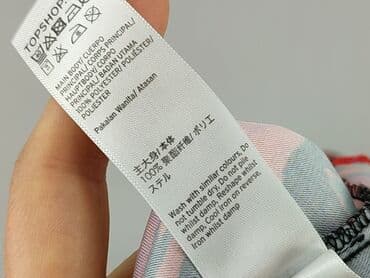 TOPSHOP
MAIN BODY/ CUERPO
PRINCIPAL/ CORPS PRINCIPAL/
HAUPT BODY/ CORPO
PRINCIPALE/ BADAN UTAMA
100% POLYESTER/ POLIÉSTER/
POLYESTER/ POLIESTERE/
Pakaian Wanita/ Atasan
主大身/本体
100% 聚酯纤维/ポリエ
ステル
Wash with similar colours. Do
not tumble dry. Do not pile
whilst damp. Reshape whilst
damp. Cool iron on reverse.
Iron whilst damp